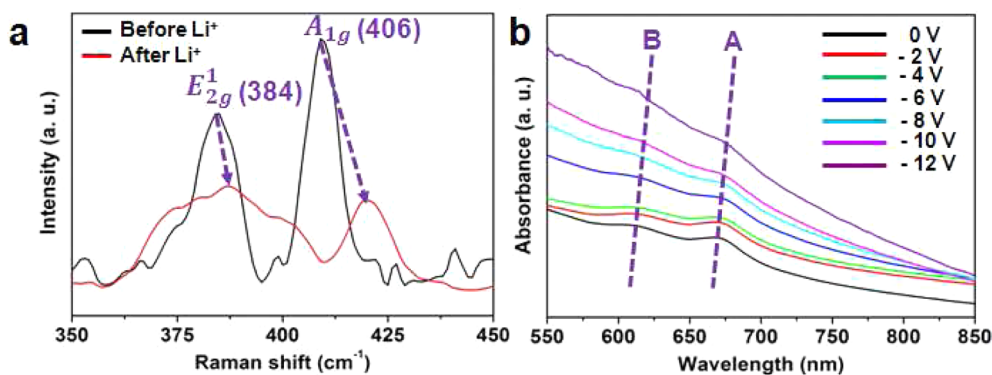 a
Before Li⁺
After Li⁺
A₁g (406)
E¹₂g (384)
Intensity (a. u.)
350 375 400 425 450
Raman shift (cm⁻¹)
b
B A
0 V
- 2 V
- 4 V
- 6 V
- 8 V
- 10 V
- 12 V
Absorbance (a. u.)
550 600 650 700 750 800 850
Wavelength (nm)